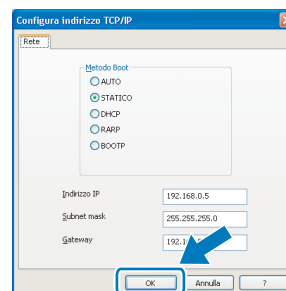 Configura indirizzo TCP/IP
Rete
Metodo Boot
AUTO
STATICO
DHCP
RARP
BOOTP
Indirizzo IP 192.168.0.5
Subnet mask 255.255.255.0
Gateway
OK Annulla ?